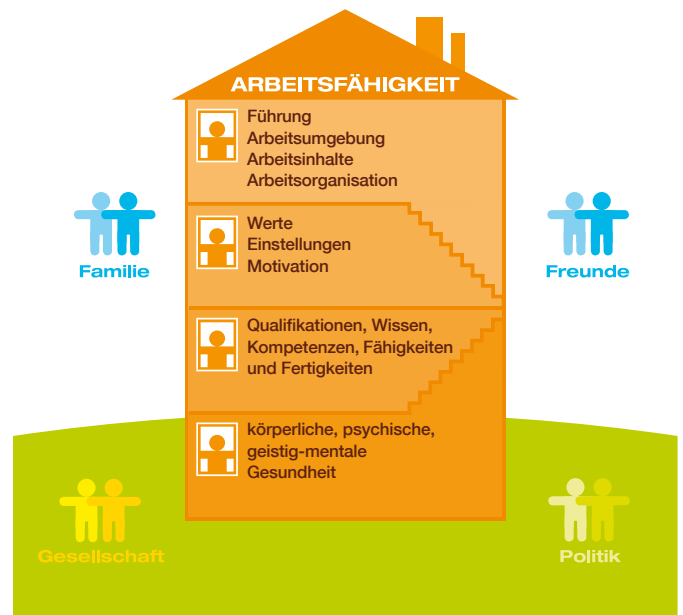 ARBEITSFÄHIGKEIT
Führung
Arbeitsumgebung
Arbeitsinhalte
Arbeitsorganisation
Werte
Einstellungen
Motivation
Familie
Freunde
Qualifikationen, Wissen,
Kompetenzen, Fähigkeiten
und Fertigkeiten
körperliche, psychische,
geistig-mentale
Gesundheit
Gesellschaft
Politik